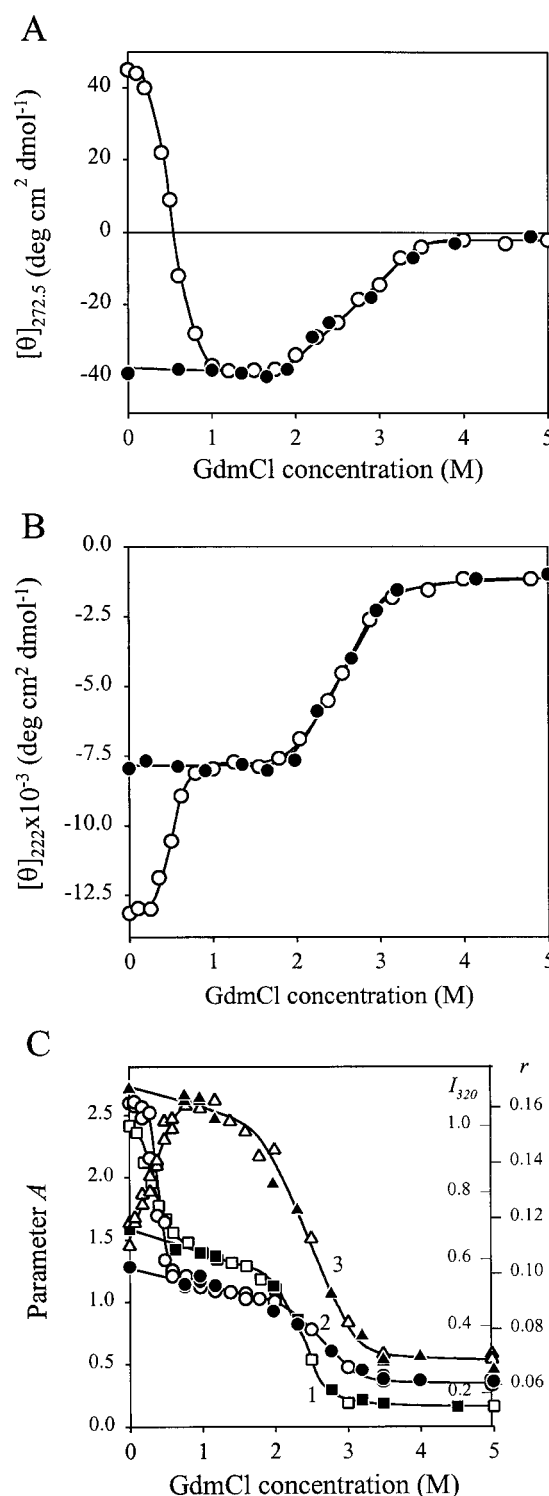 A
40
20
0
-20
-40
[θ]272.5 (deg cm² dmol⁻¹)
0 1 2 3 4 5
GdmCl concentration (M)
B
0.0
-2.5
-5.0
-7.5
-10.0
-12.5
[θ]222x10⁻³ (deg cm² dmol⁻¹)
0 1 2 3 4 5
GdmCl concentration (M)
C
I320 r
2.5 1.0 0.16
2.0 0.8 0.14
1.5 0.6 0.12
1.0 0.4 0.10
0.5 0.2 0.08
0.0 0.06
Parameter A
3
2
1
0 1 2 3 4 5
GdmCl concentration (M)